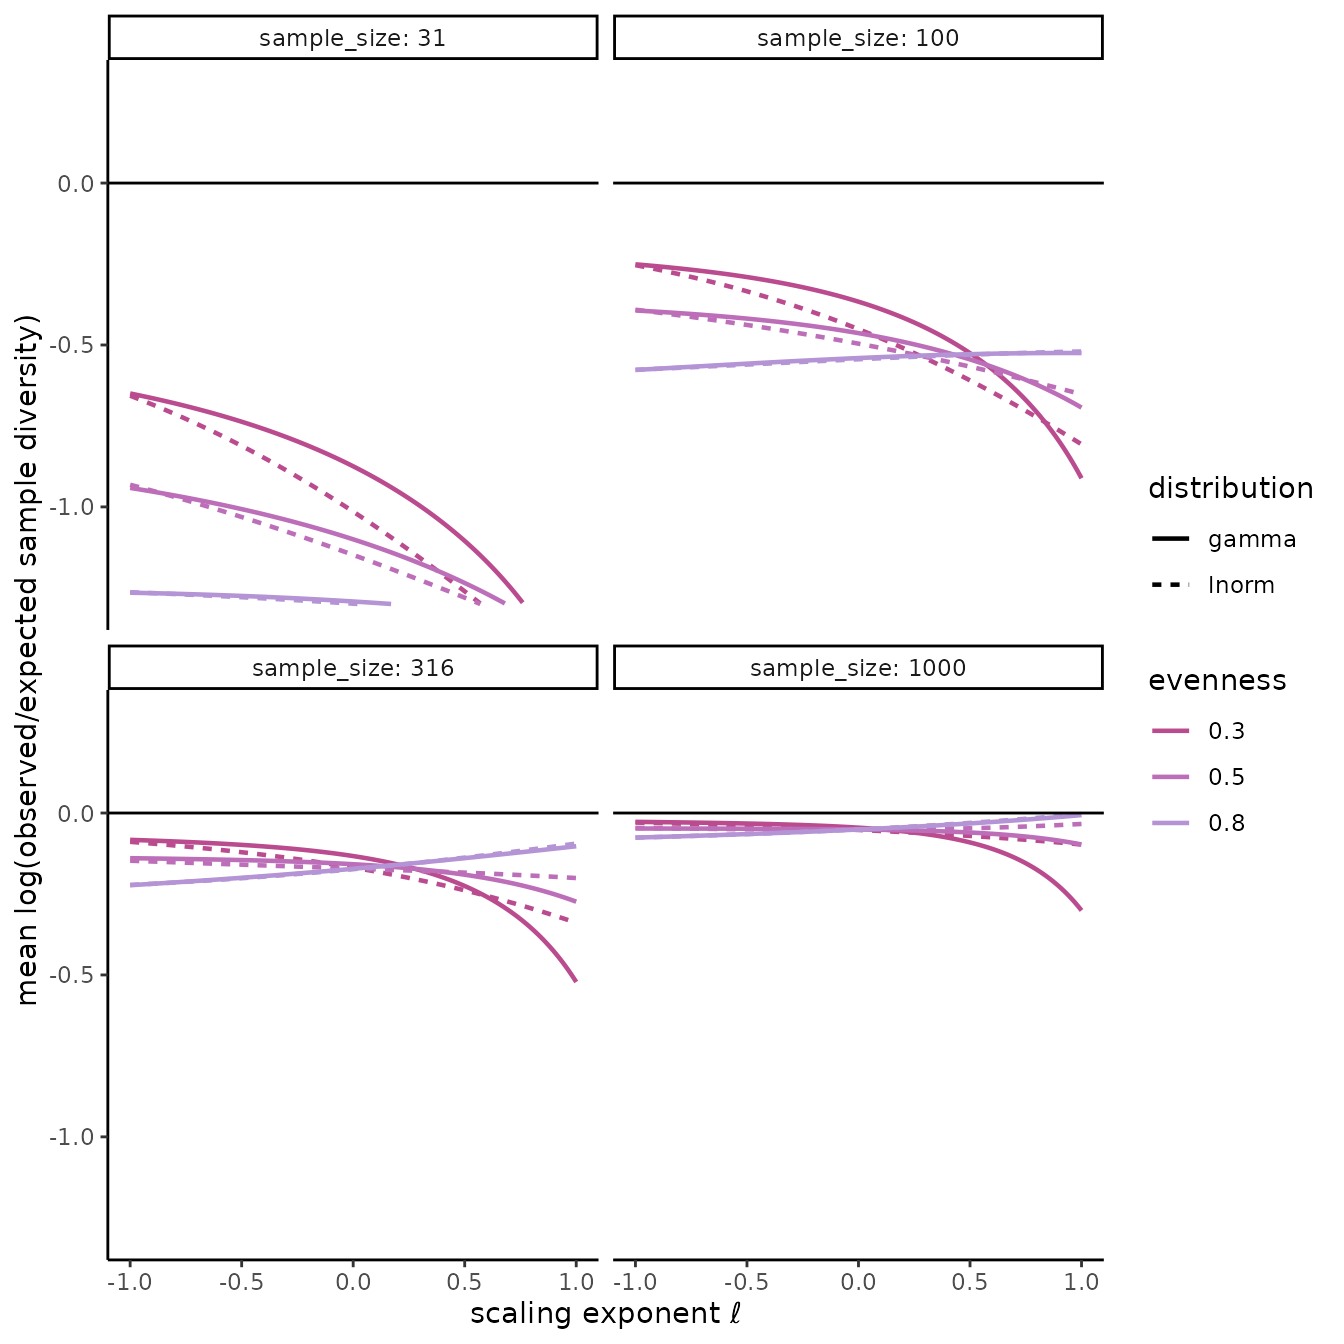 sample_size: 31
sample_size: 100
0.0
-0.5
-1.0
sample_size: 316
sample_size: 1000
0.0
-0.5
-1.0
-1.0 -0.5 0.0 0.5 1.0
-1.0 -0.5 0.0 0.5 1.0
scaling exponent ℓ
mean log(observed/expected sample diversity)
distribution
gamma
lnorm
evenness
0.3
0.5
0.8